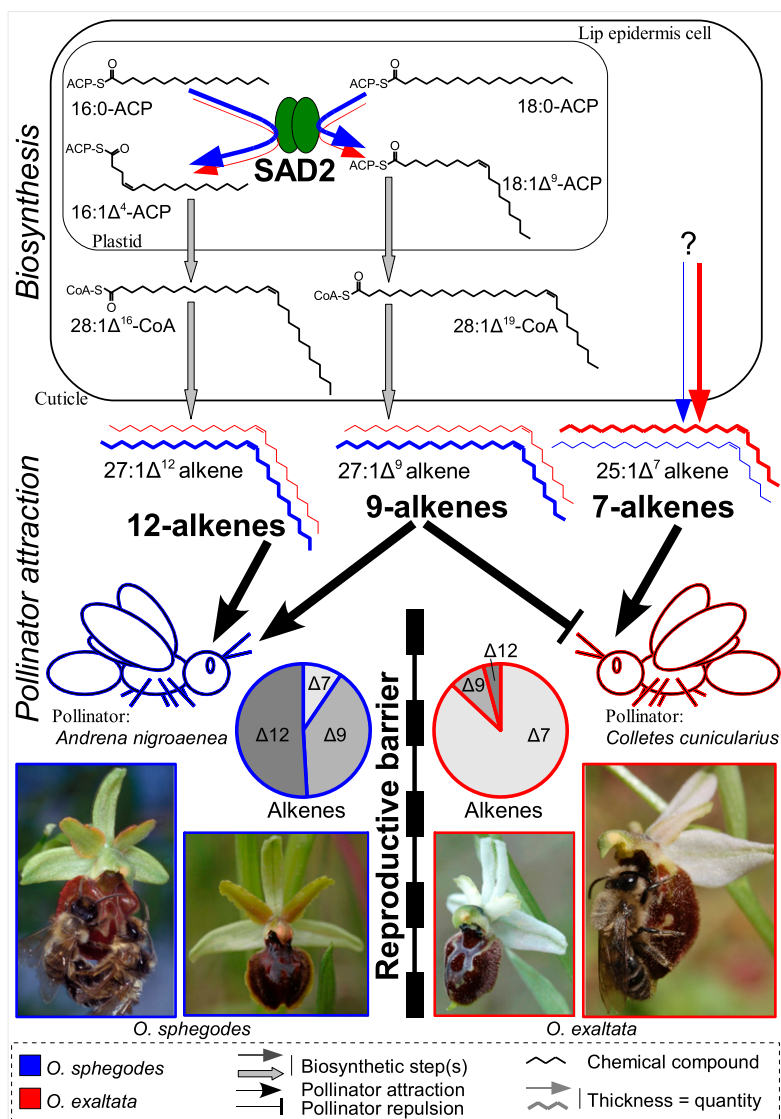 Lip epidermis cell
Biosynthesis
ACP-S
O
16:0-ACP
ACP-S
O
18:0-ACP
SAD2
ACP-S
O
16:1Δ⁴-ACP
ACP-S
O
18:1Δ⁹-ACP
Plastid
?
CoA-S
O
28:1Δ¹⁶-CoA
CoA-S
O
28:1Δ¹⁹-CoA
Cuticle
Pollinator attraction
27:1Δ¹² alkene
27:1Δ⁹ alkene
25:1Δ⁷ alkene
12-alkenes
9-alkenes
7-alkenes
Pollinator:
Andrena nigroaenea
Δ7
Δ12
Δ9
Alkenes
Reproductive barrier
Δ12
Δ9
Δ7
Alkenes
Pollinator:
Colletes cunicularius
O. sphegodes
O. exaltata
O. sphegodes
O. exaltata
Biosynthetic step(s)
Pollinator attraction
Pollinator repulsion
Chemical compound
Thickness = quantity